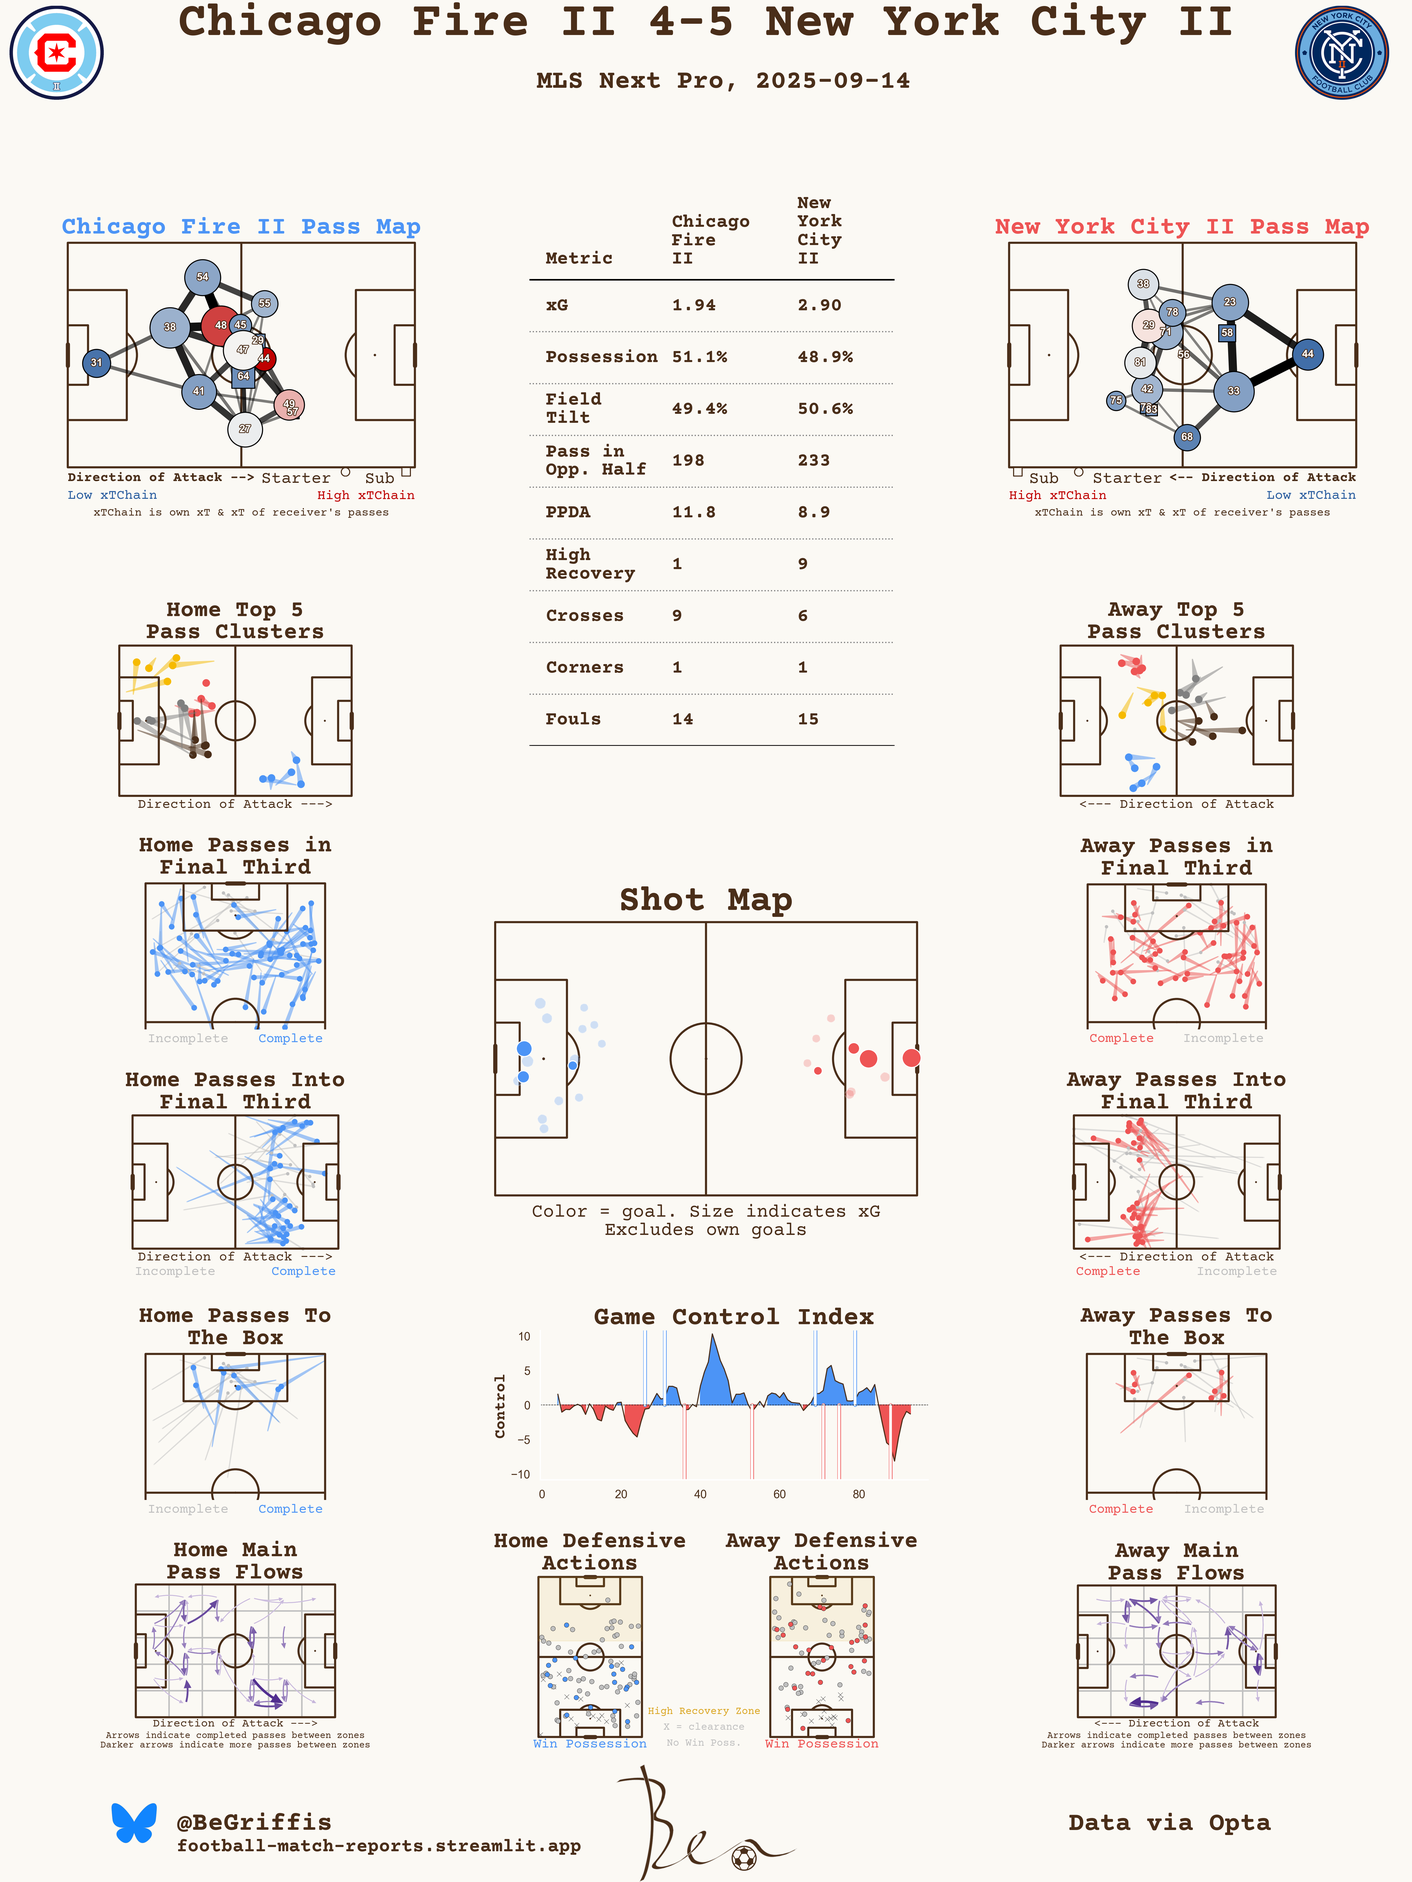 Chicago Fire II 4-5 New York City II
MLS Next Pro, 2025-09-14
II
NEW YORK CITY
FOOTBALL CLUB
Chicago Fire II Pass Map
54
55
38
48
45
29
47
44
31
64
41
49
57
27
Direction of Attack --> Starter Sub
Low xTChain High xTChain
xTChain is own xT & xT of receiver's passes
Metric Chicago Fire II New York City II
xG 1.94 2.90
Possession 51.1% 48.9%
Field Tilt 49.4% 50.6%
Pass in Opp. Half 198 233
PPDA 11.8 8.9
High Recovery 1 9
Crosses 9 6
Corners 1 1
Fouls 14 15
New York City II Pass Map
38
23
78
29
71
58
56
44
81
42
33
75
83
68
Sub Starter <-- Direction of Attack
High xTChain Low xTChain
xTChain is own xT & xT of receiver's passes
Home Top 5
Pass Clusters
Direction of Attack --->
Away Top 5
Pass Clusters
<--- Direction of Attack
Home Passes in
Final Third
Incomplete Complete
Away Passes in
Final Third
Complete Incomplete
Shot Map
Color = goal. Size indicates xG
Excludes own goals
Home Passes Into
Final Third
Direction of Attack --->
Incomplete Complete
Away Passes Into
Final Third
<--- Direction of Attack
Complete Incomplete
Home Passes To
The Box
Incomplete Complete
Game Control Index
Control
10
5
0
−5
−10
0 20 40 60 80
Away Passes To
The Box
Complete Incomplete
Home Main
Pass Flows
Direction of Attack --->
Arrows indicate completed passes between zones
Darker arrows indicate more passes between zones
Home Defensive
Actions
Win Possession
High Recovery Zone
X = clearance
No Win Poss.
Away Defensive
Actions
Win Possession
Away Main
Pass Flows
<--- Direction of Attack
Arrows indicate completed passes between zones
Darker arrows indicate more passes between zones
@BeGriffis
football-match-reports.streamlit.app
Ben
Data via Opta